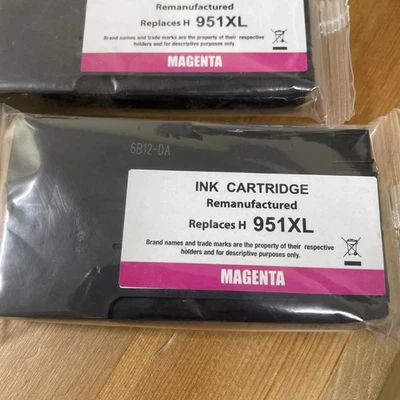 Remanufactured
Replaces H 951XL
Brand names and trade marks are the property of their respective
holders and for descriptive purposes only.
MAGENTA
6B12-DA
INK CARTRIDGE
Remanufactured
Replaces H 951XL
Brand names and trade marks are the property of their respective
holders and for descriptive purposes only.
MAGENTA